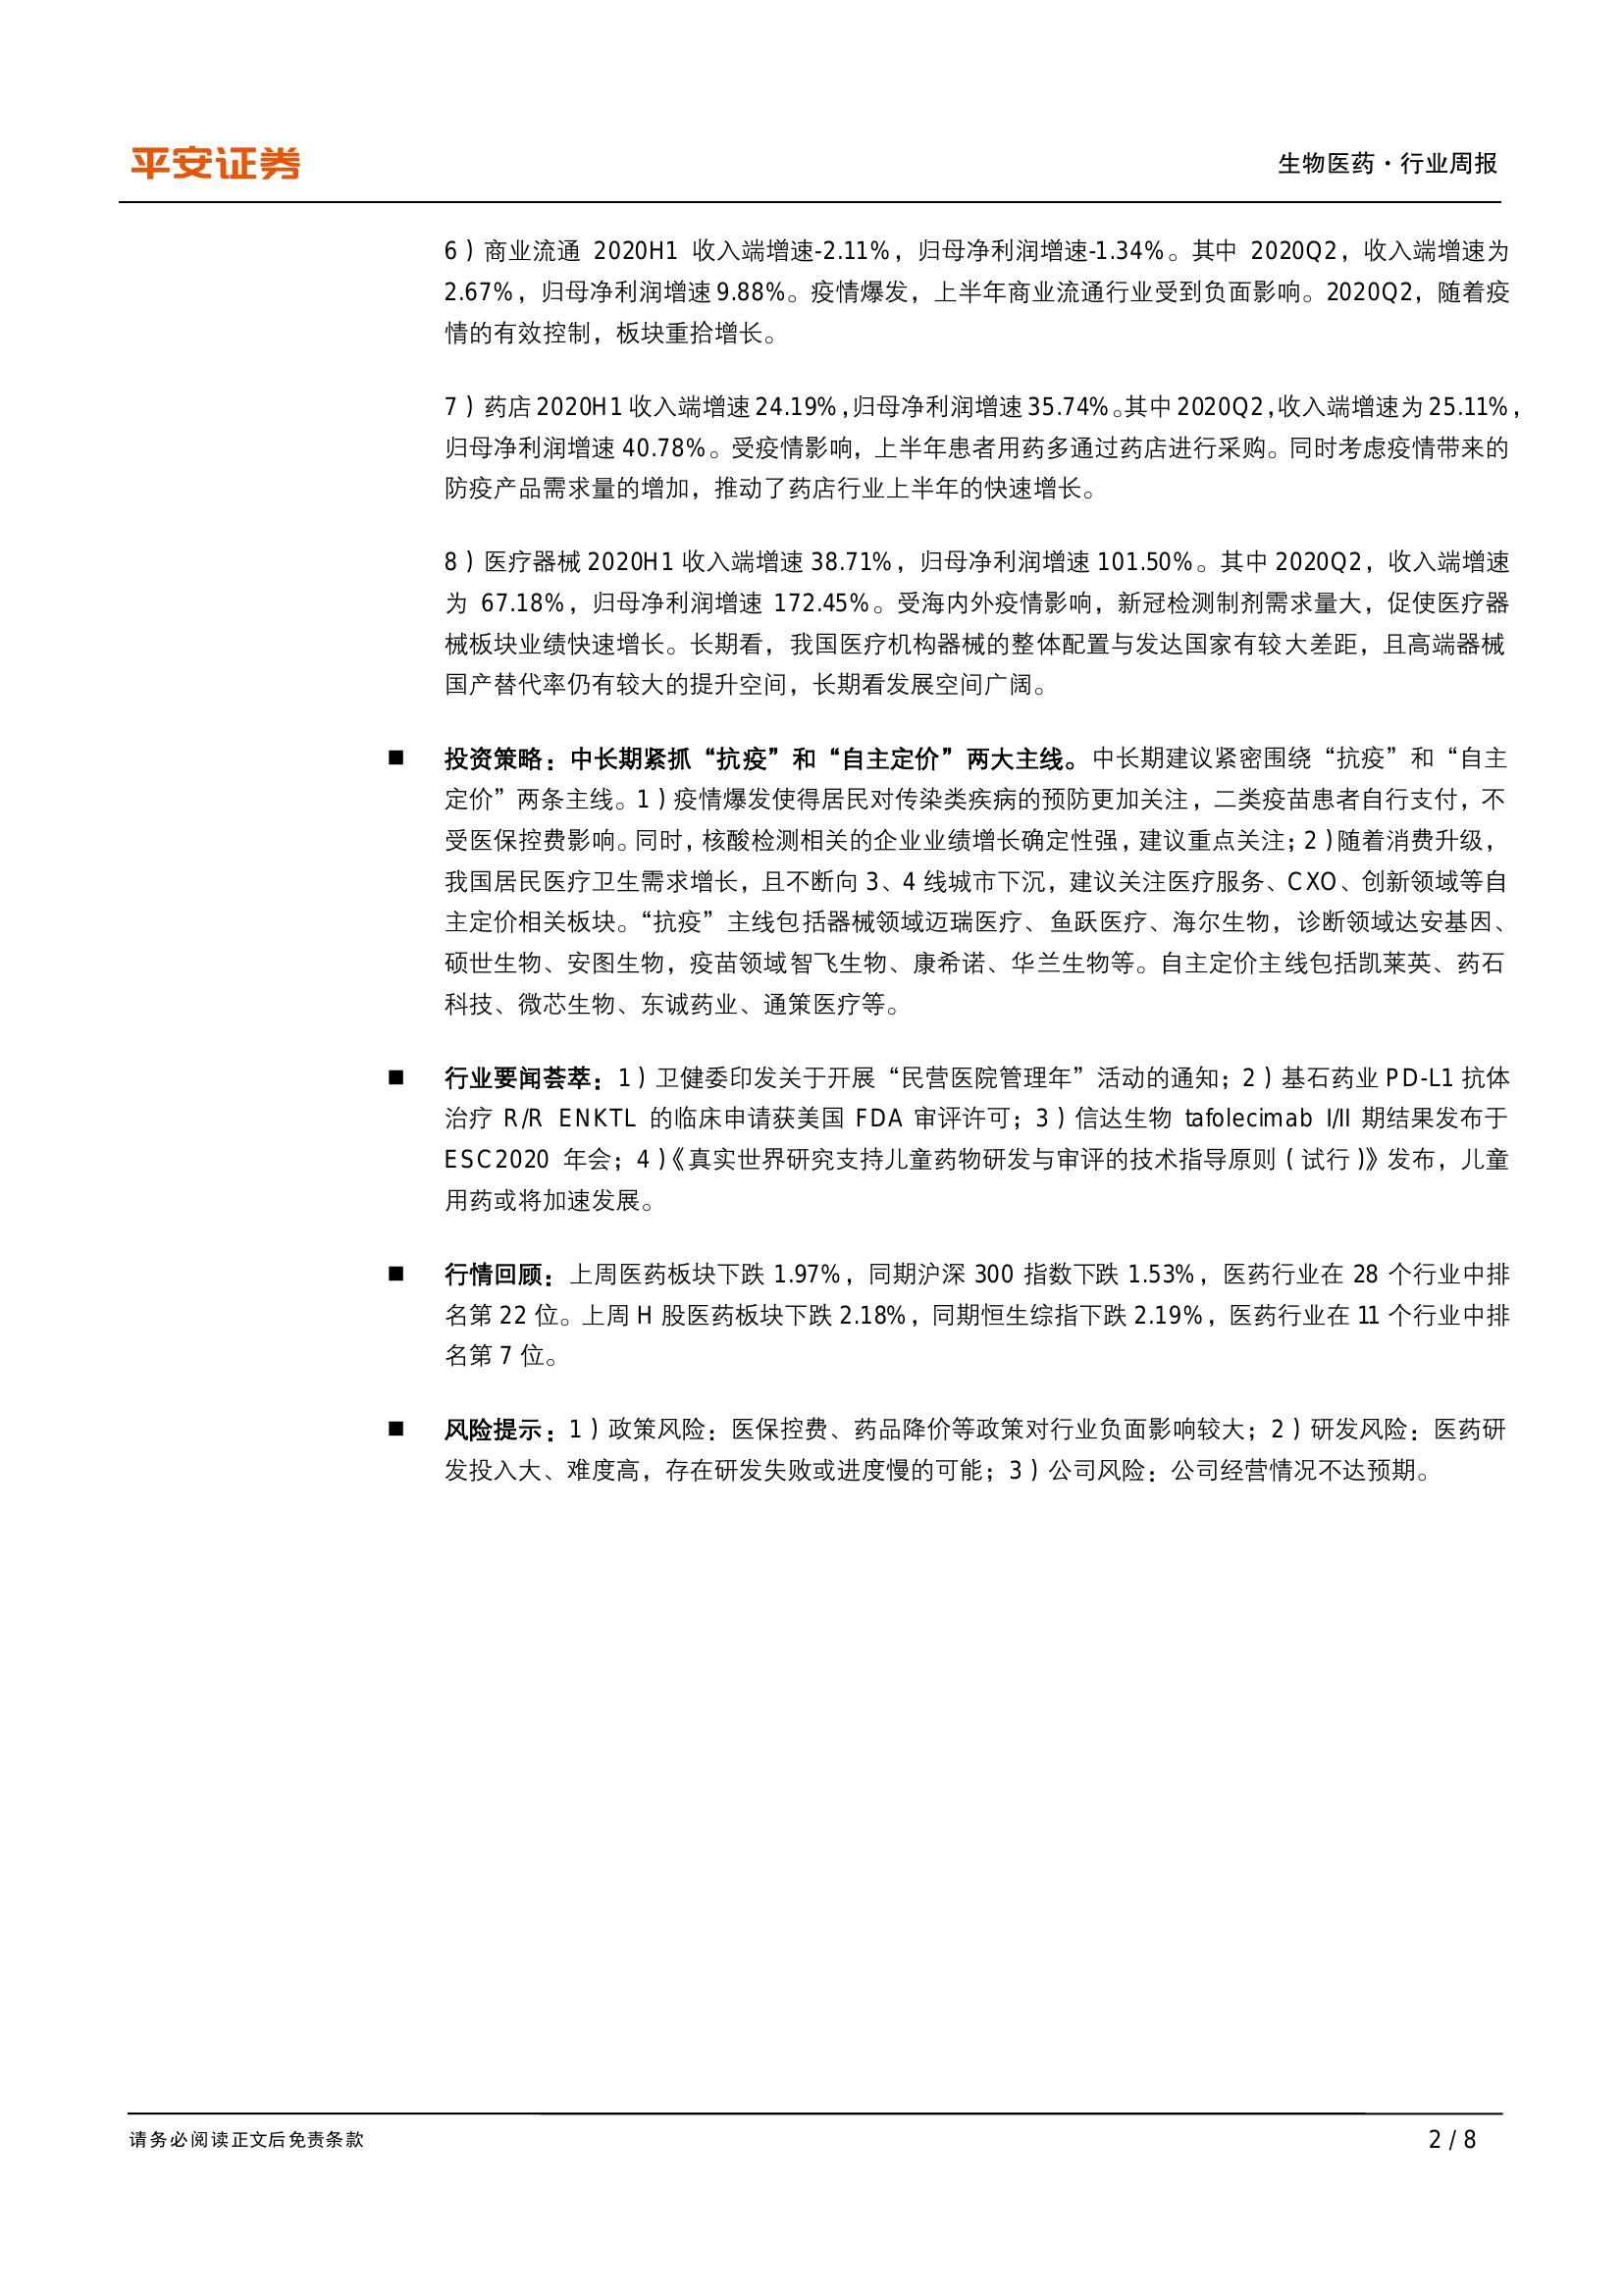 平安证券
生物医药·行业周报
6）商业流通 2020H1 收入端增速-2.11%，归母净利润增速-1.34%。其中 2020Q2，收入端增速为
2.67%，归母净利润增速 9.88%。疫情爆发，上半年商业流通行业受到负面影响。2020Q2，随着疫
情的有效控制，板块重拾增长。
7）药店 2020H1 收入端增速 24.19%，归母净利润增速 35.74%。其中 2020Q2，收入端增速为 25.11%，
归母净利润增速 40.78%。受疫情影响，上半年患者用药多通过药店进行采购。同时考虑疫情带来的
防疫产品需求量的增加，推动了药店行业上半年的快速增长。
8）医疗器械 2020H1 收入端增速 38.71%，归母净利润增速 101.50%。其中 2020Q2，收入端增速
为 67.18%，归母净利润增速 172.45%。受海内外疫情影响，新冠检测制剂需求量大，促使医疗器
械板块业绩快速增长。长期看，我国医疗机构器械的整体配置与发达国家有较大差距，且高端器械
国产替代率仍有较大的提升空间，长期看发展空间广阔。
■ 投资策略：中长期紧抓“抗疫”和“自主定价”两大主线。中长期建议紧密围绕“抗疫”和“自主
定价”两条主线。1）疫情爆发使得居民对传染类疾病的预防更加关注，二类疫苗患者自行支付，不
受医保控费影响。同时，核酸检测相关的企业业绩增长确定性强，建议重点关注；2）随着消费升级，
我国居民医疗卫生需求增长，且不断向 3、4 线城市下沉，建议关注医疗服务、CXO、创新领域等自
主定价相关板块。“抗疫”主线包括器械领域迈瑞医疗、鱼跃医疗、海尔生物，诊断领域达安基因、
硕世生物、安图生物，疫苗领域智飞生物、康希诺、华兰生物等。自主定价主线包括凯莱英、药石
科技、微芯生物、东诚药业、通策医疗等。
■ 行业要闻荟萃：1）卫健委印发关于开展“民营医院管理年”活动的通知；2）基石药业 PD-L1 抗体
治疗 R/R ENKTL 的临床申请获美国 FDA 审评许可；3）信达生物 tafolecimab I/II 期结果发布于
ESC2020 年会；4）《真实世界研究支持儿童药物研发与审评的技术指导原则（试行）》发布，儿童
用药或将加速发展。
■ 行情回顾：上周医药板块下跌 1.97%，同期沪深 300 指数下跌 1.53%，医药行业在 28 个行业中排
名第 22 位。上周 H 股医药板块下跌 2.18%，同期恒生综指下跌 2.19%，医药行业在 11 个行业中排
名第 7 位。
■ 风险提示：1）政策风险：医保控费、药品降价等政策对行业负面影响较大；2）研发风险：医药研
发投入大、难度高，存在研发失败或进度慢的可能；3）公司风险：公司经营情况不达预期。
请务必阅读正文后免责条款
2 / 8